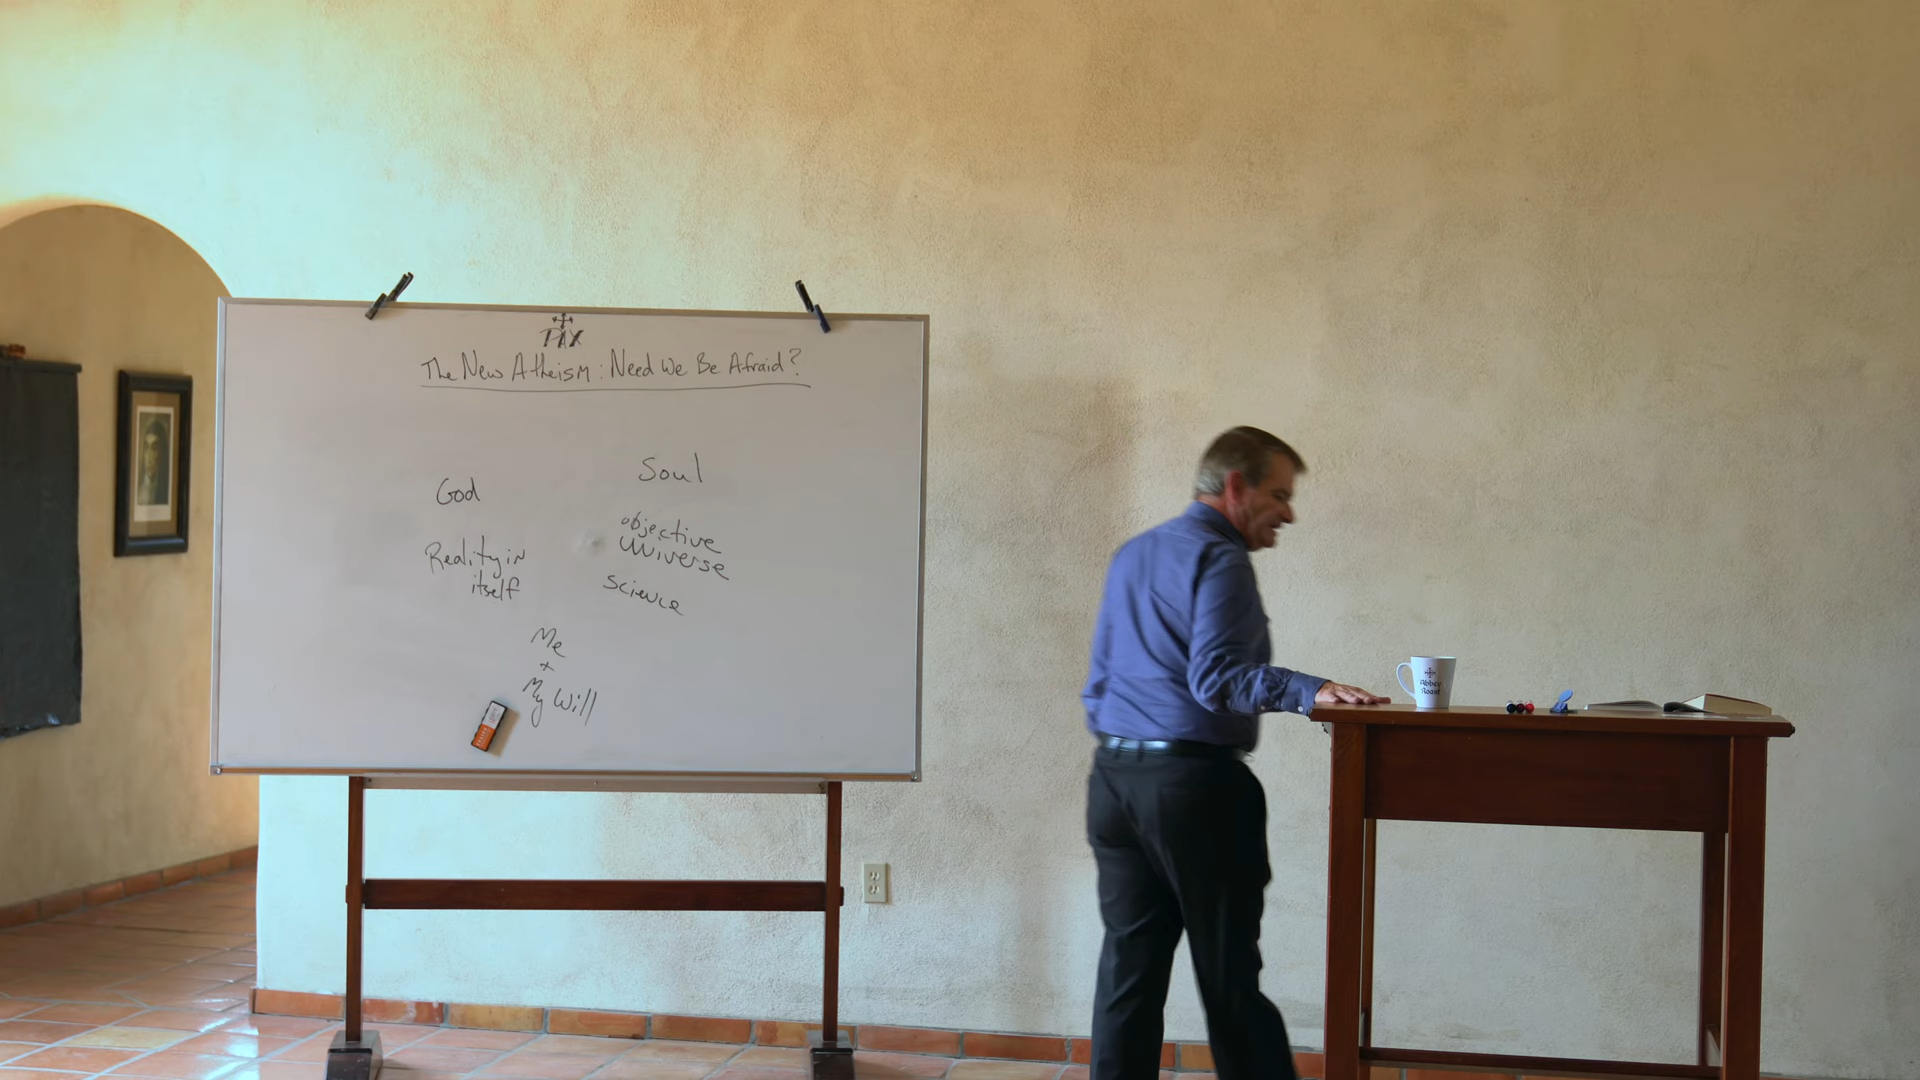 PAX
The New Atheism: Need We Be Afraid?
God
Soul
Reality in
itself
objective
universe
science
Me
+
My Will
Abbey
Roast